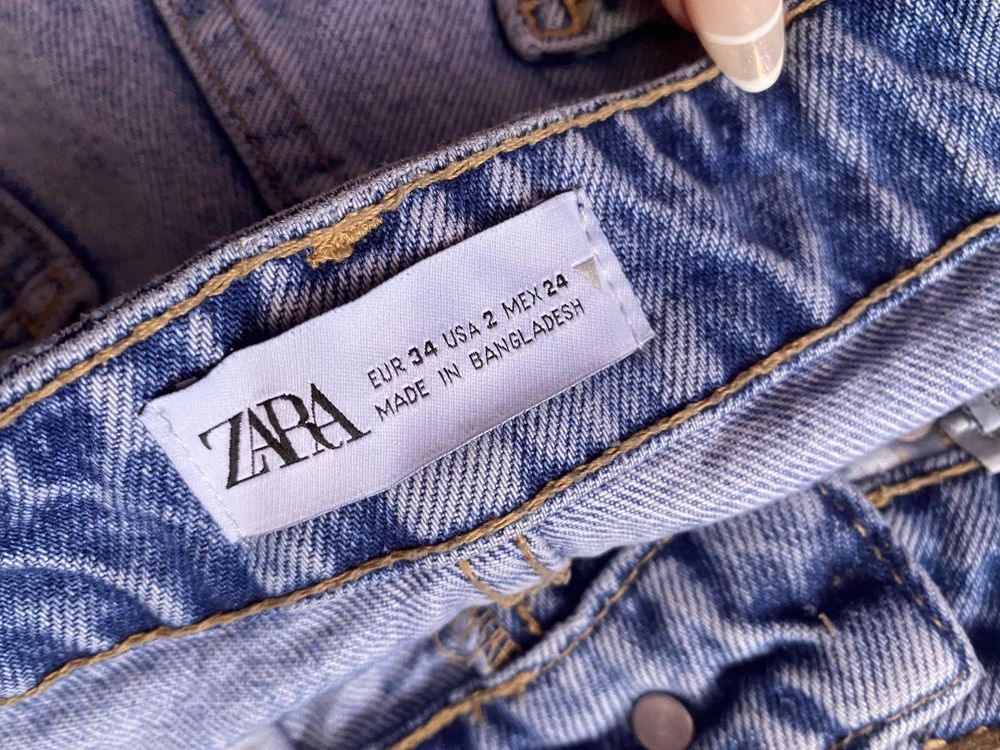 ZARA
EUR 34 USA 2 MEX 24
MADE IN BANGLADESH